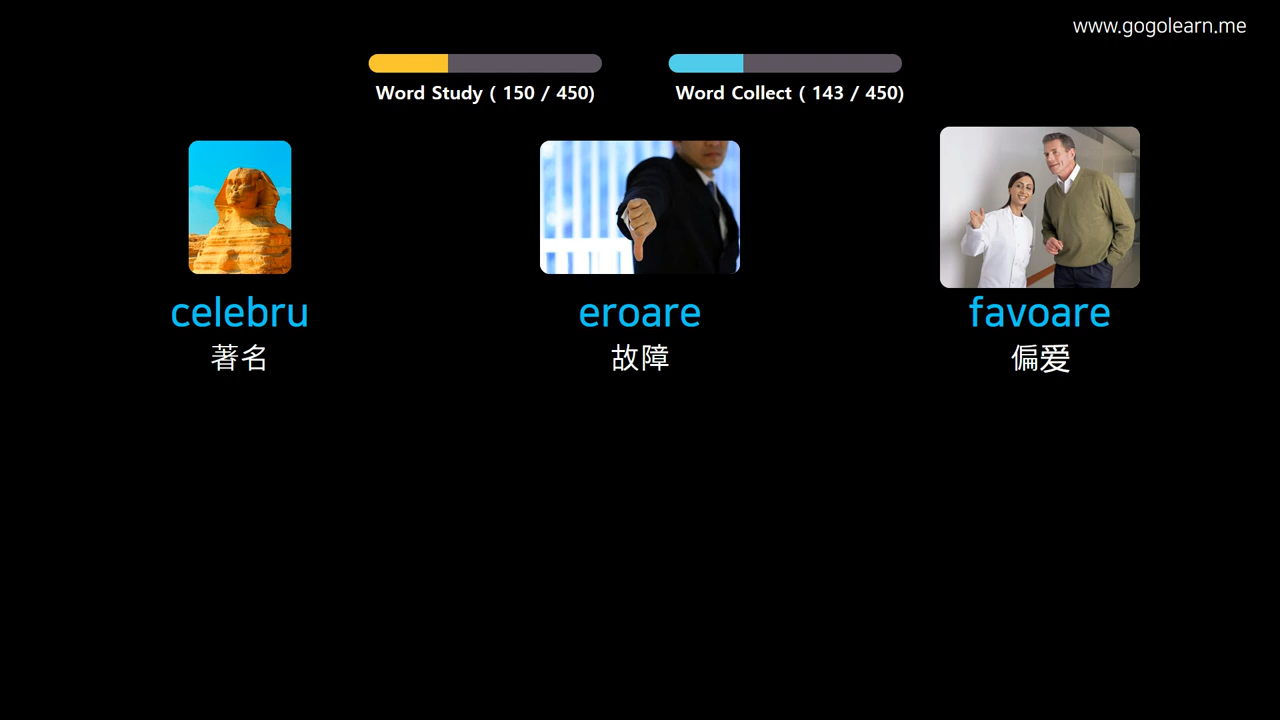 www.gogolearn.me
Word Study ( 150 / 450)
Word Collect ( 143 / 450)
celebru
著名
eroare
故障
favoare
偏爱